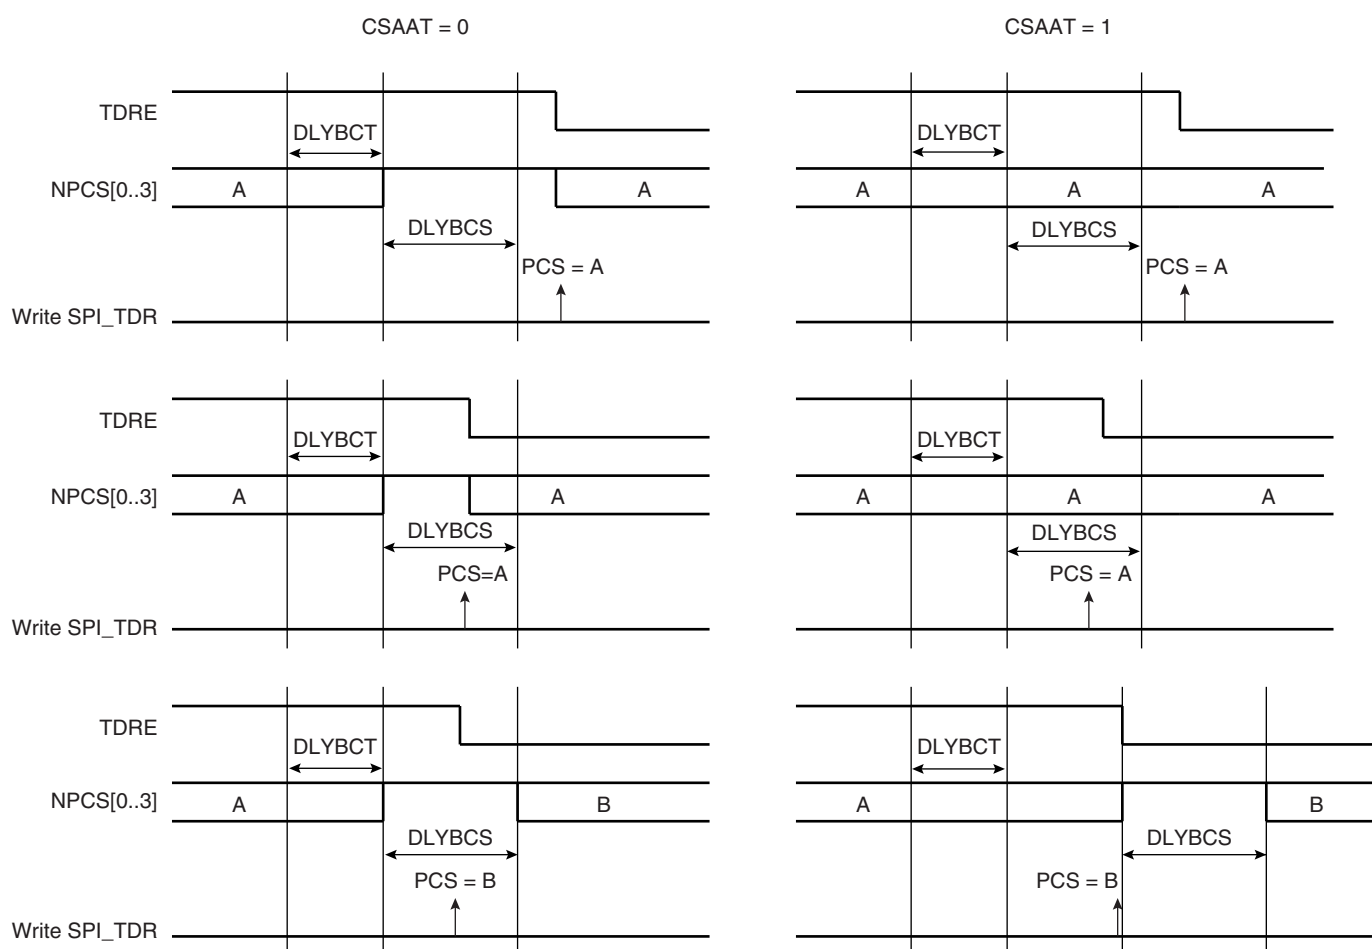 CSAAT = 0 CSAAT = 1
TDRE
DLYBCT DLYBCT
NPCS[0..3] A A A A A
DLYBCS DLYBCS
PCS = A PCS = A
Write SPI_TDR
TDRE
DLYBCT DLYBCT
NPCS[0..3] A A A A A
DLYBCS DLYBCS
PCS=A PCS = A
Write SPI_TDR
TDRE
DLYBCT DLYBCT
NPCS[0..3] A B A B
DLYBCS DLYBCS
PCS = B PCS = B
Write SPI_TDR